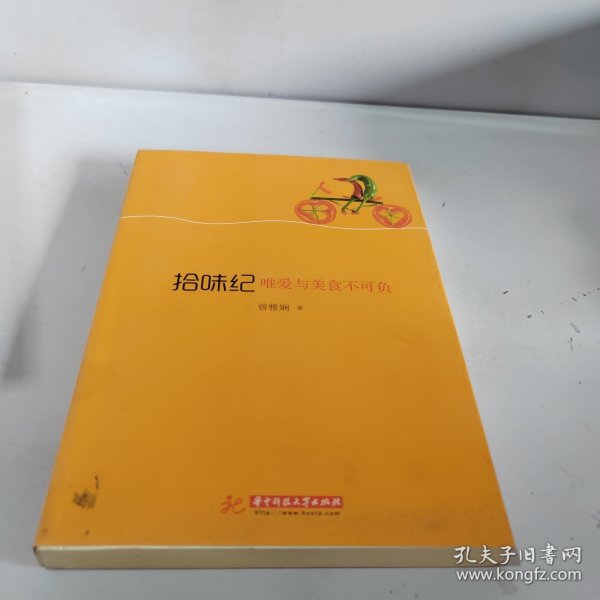 拾味纪 唯爱与美食不可负
曾雅娴 著
华中科技大学出版社
http://www.hustp.com
孔夫子旧书网
www.kongfz.com